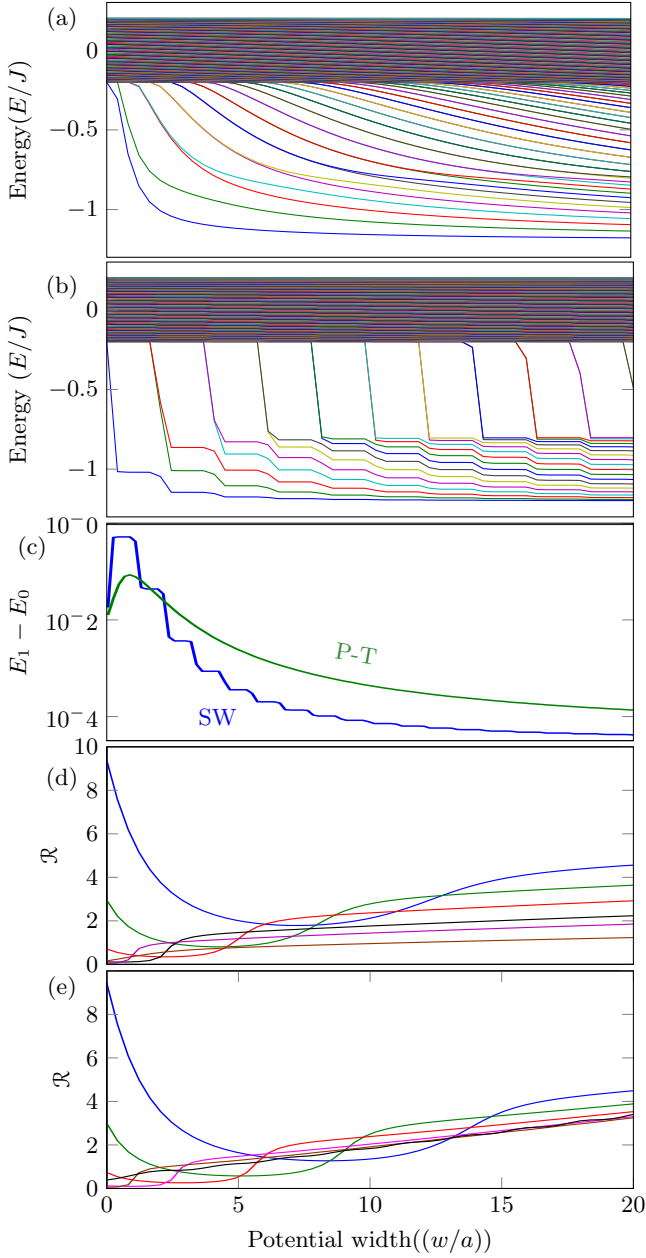 (a)
0
−0.5
−1
Energy(E/J)
(b)
0
−0.5
−1
Energy (E/J)
(c)
10⁻⁰
10⁻²
10⁻⁴
E₁ − E₀
P-T
SW
(d)
10
8
6
4
2
0
ℛ
(e)
10
8
6
4
2
0
ℛ
0 5 10 15 20
Potential width((w/a))